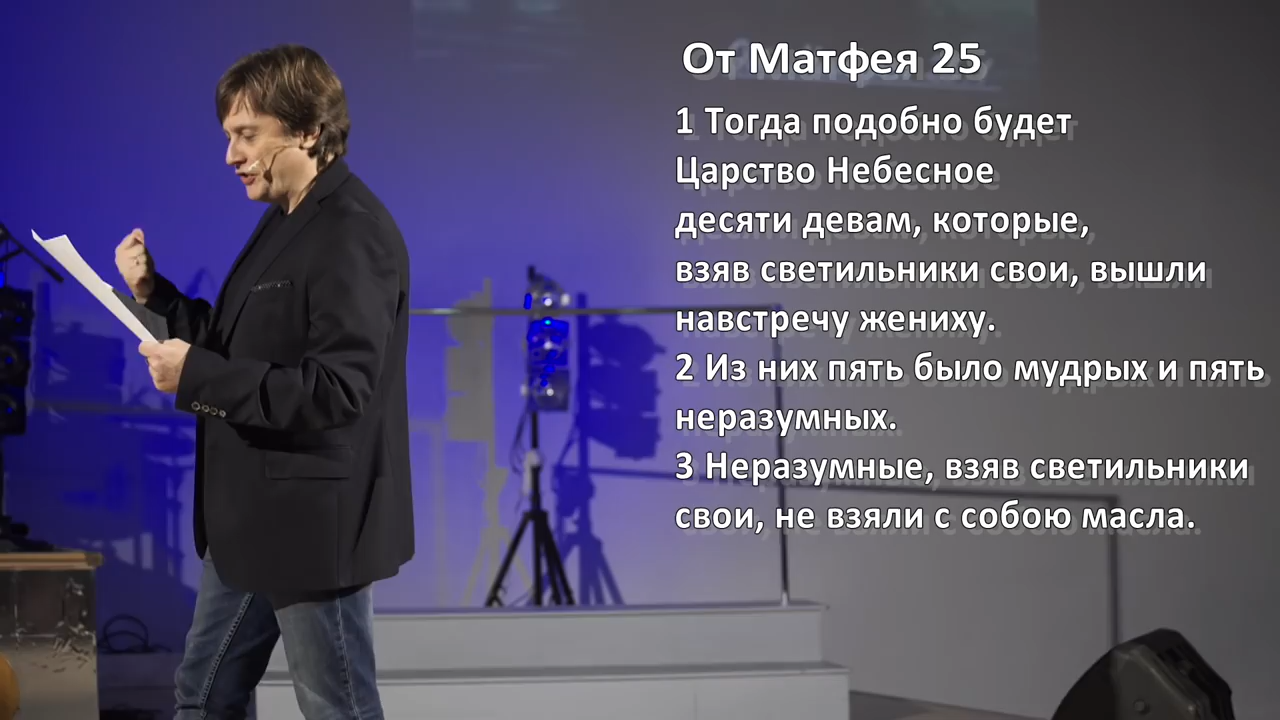 От Матфея 25
1 Тогда подобно будет
Царство Небесное
десяти девам, которые,
взяв светильники свои, вышли
навстречу жениху.
2 Из них пять было мудрых и пять
неразумных.
3 Неразумные, взяв светильники
свои, не взяли с собою масла.